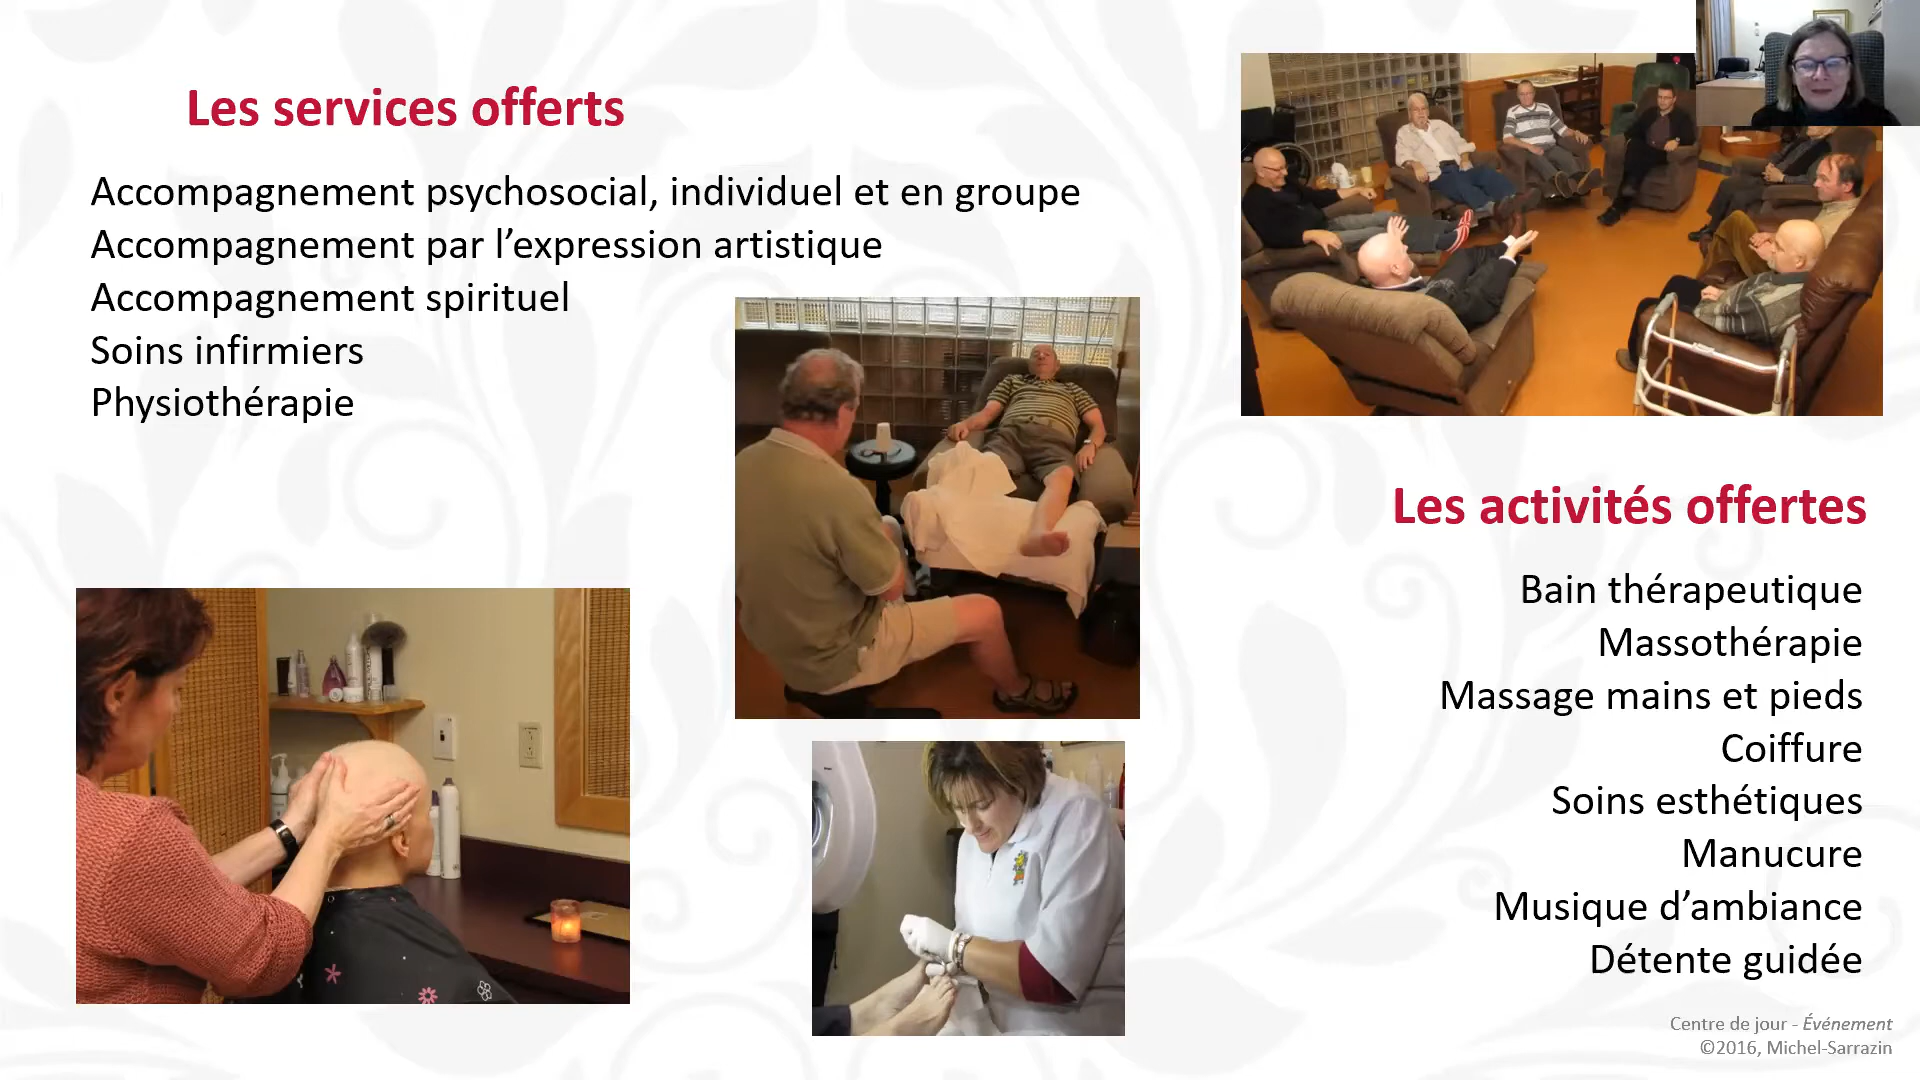 Les services offerts
Accompagnement psychosocial, individuel et en groupe
Accompagnement par l’expression artistique
Accompagnement spirituel
Soins infirmiers
Physiothérapie
Les activités offertes
Bain thérapeutique
Massothérapie
Massage mains et pieds
Coiffure
Soins esthétiques
Manucure
Musique d’ambiance
Détente guidée
Centre de jour - Événement
©2016, Michel-Sarrazin